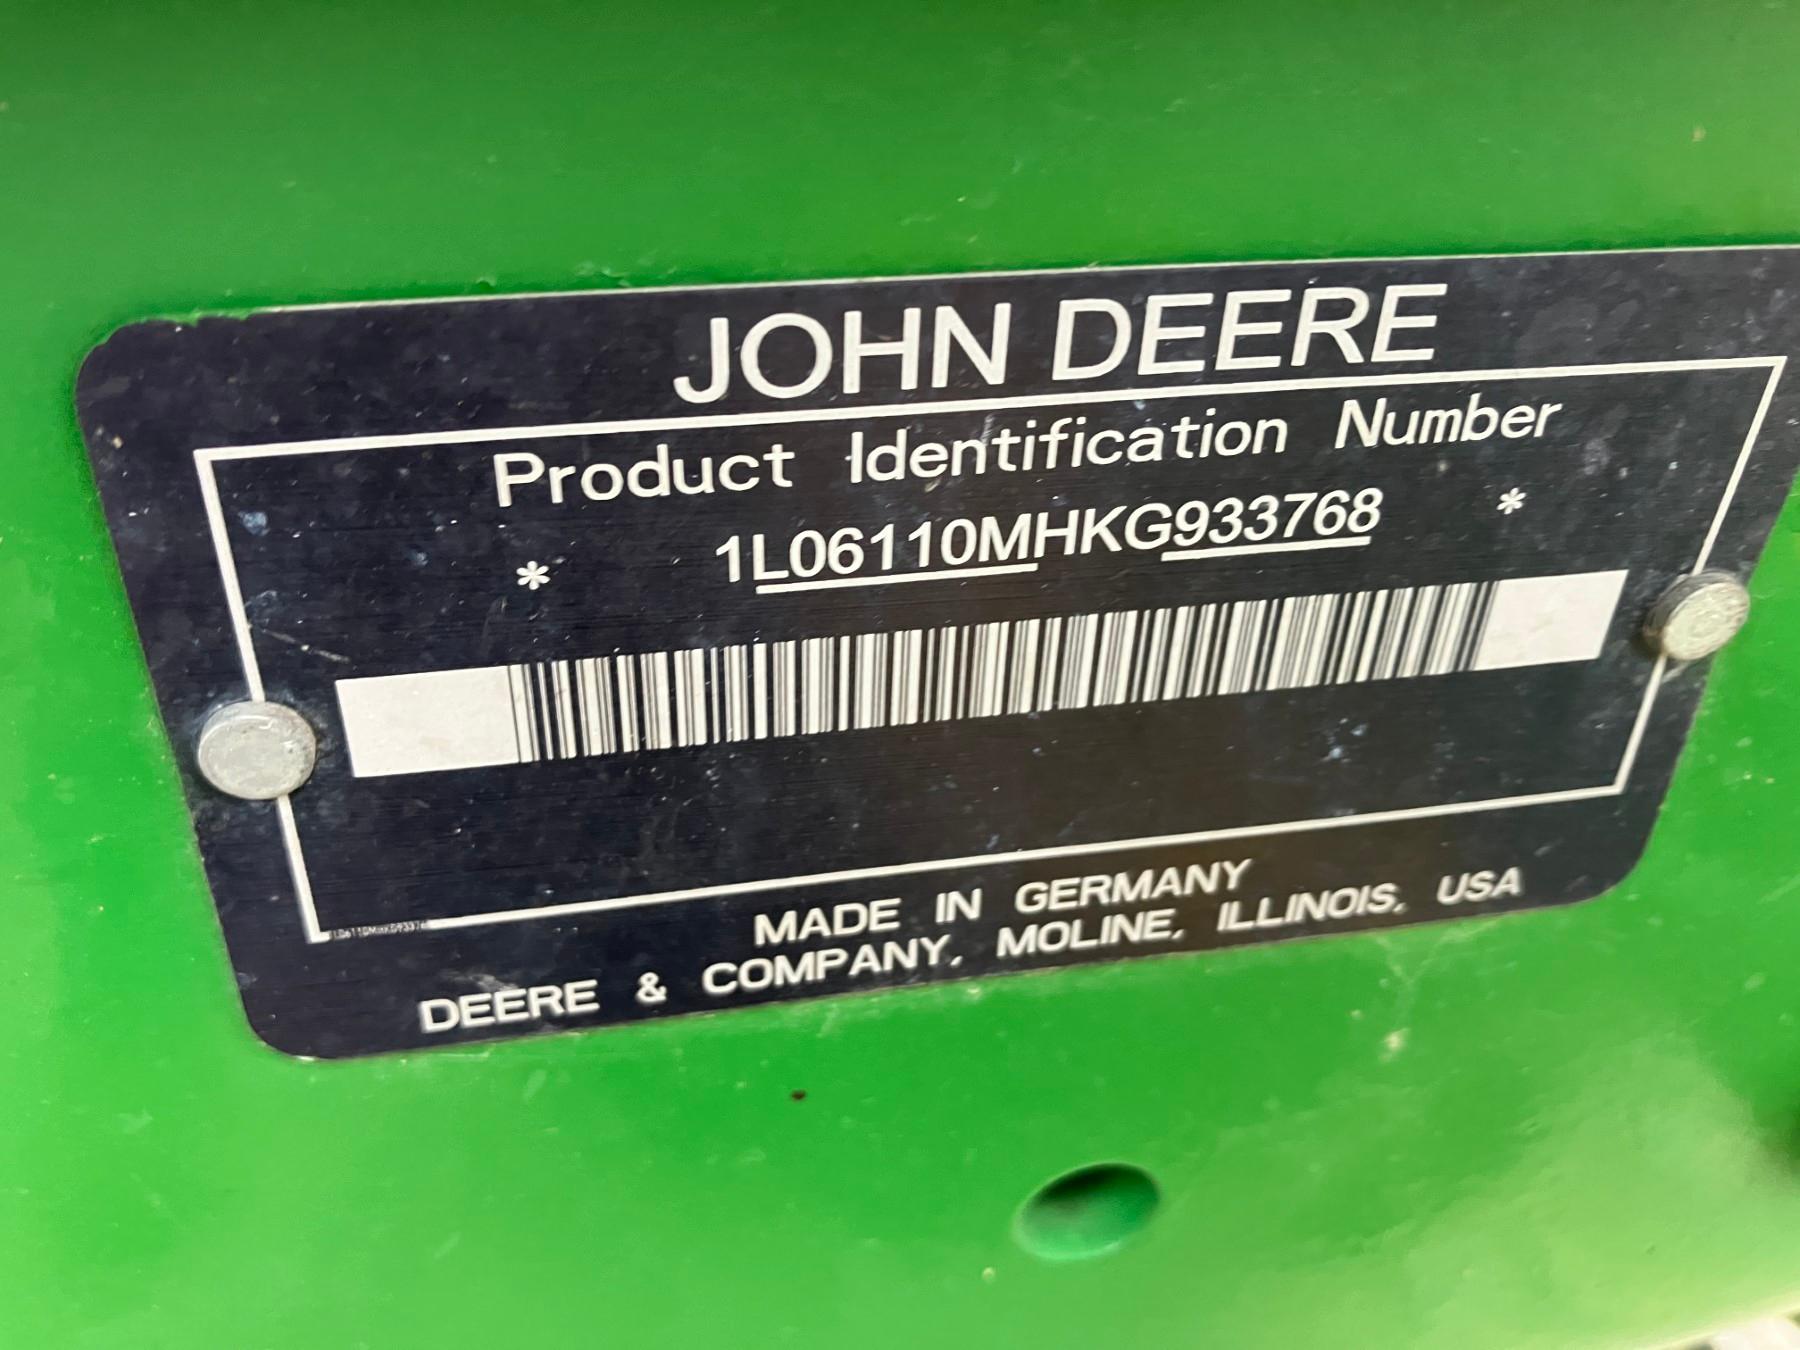 JOHN DEERE
Product Identification Number
* 1L06110MHKG933768 *
MADE IN GERMANY
DEERE & COMPANY, MOLINE, ILLINOIS, USA